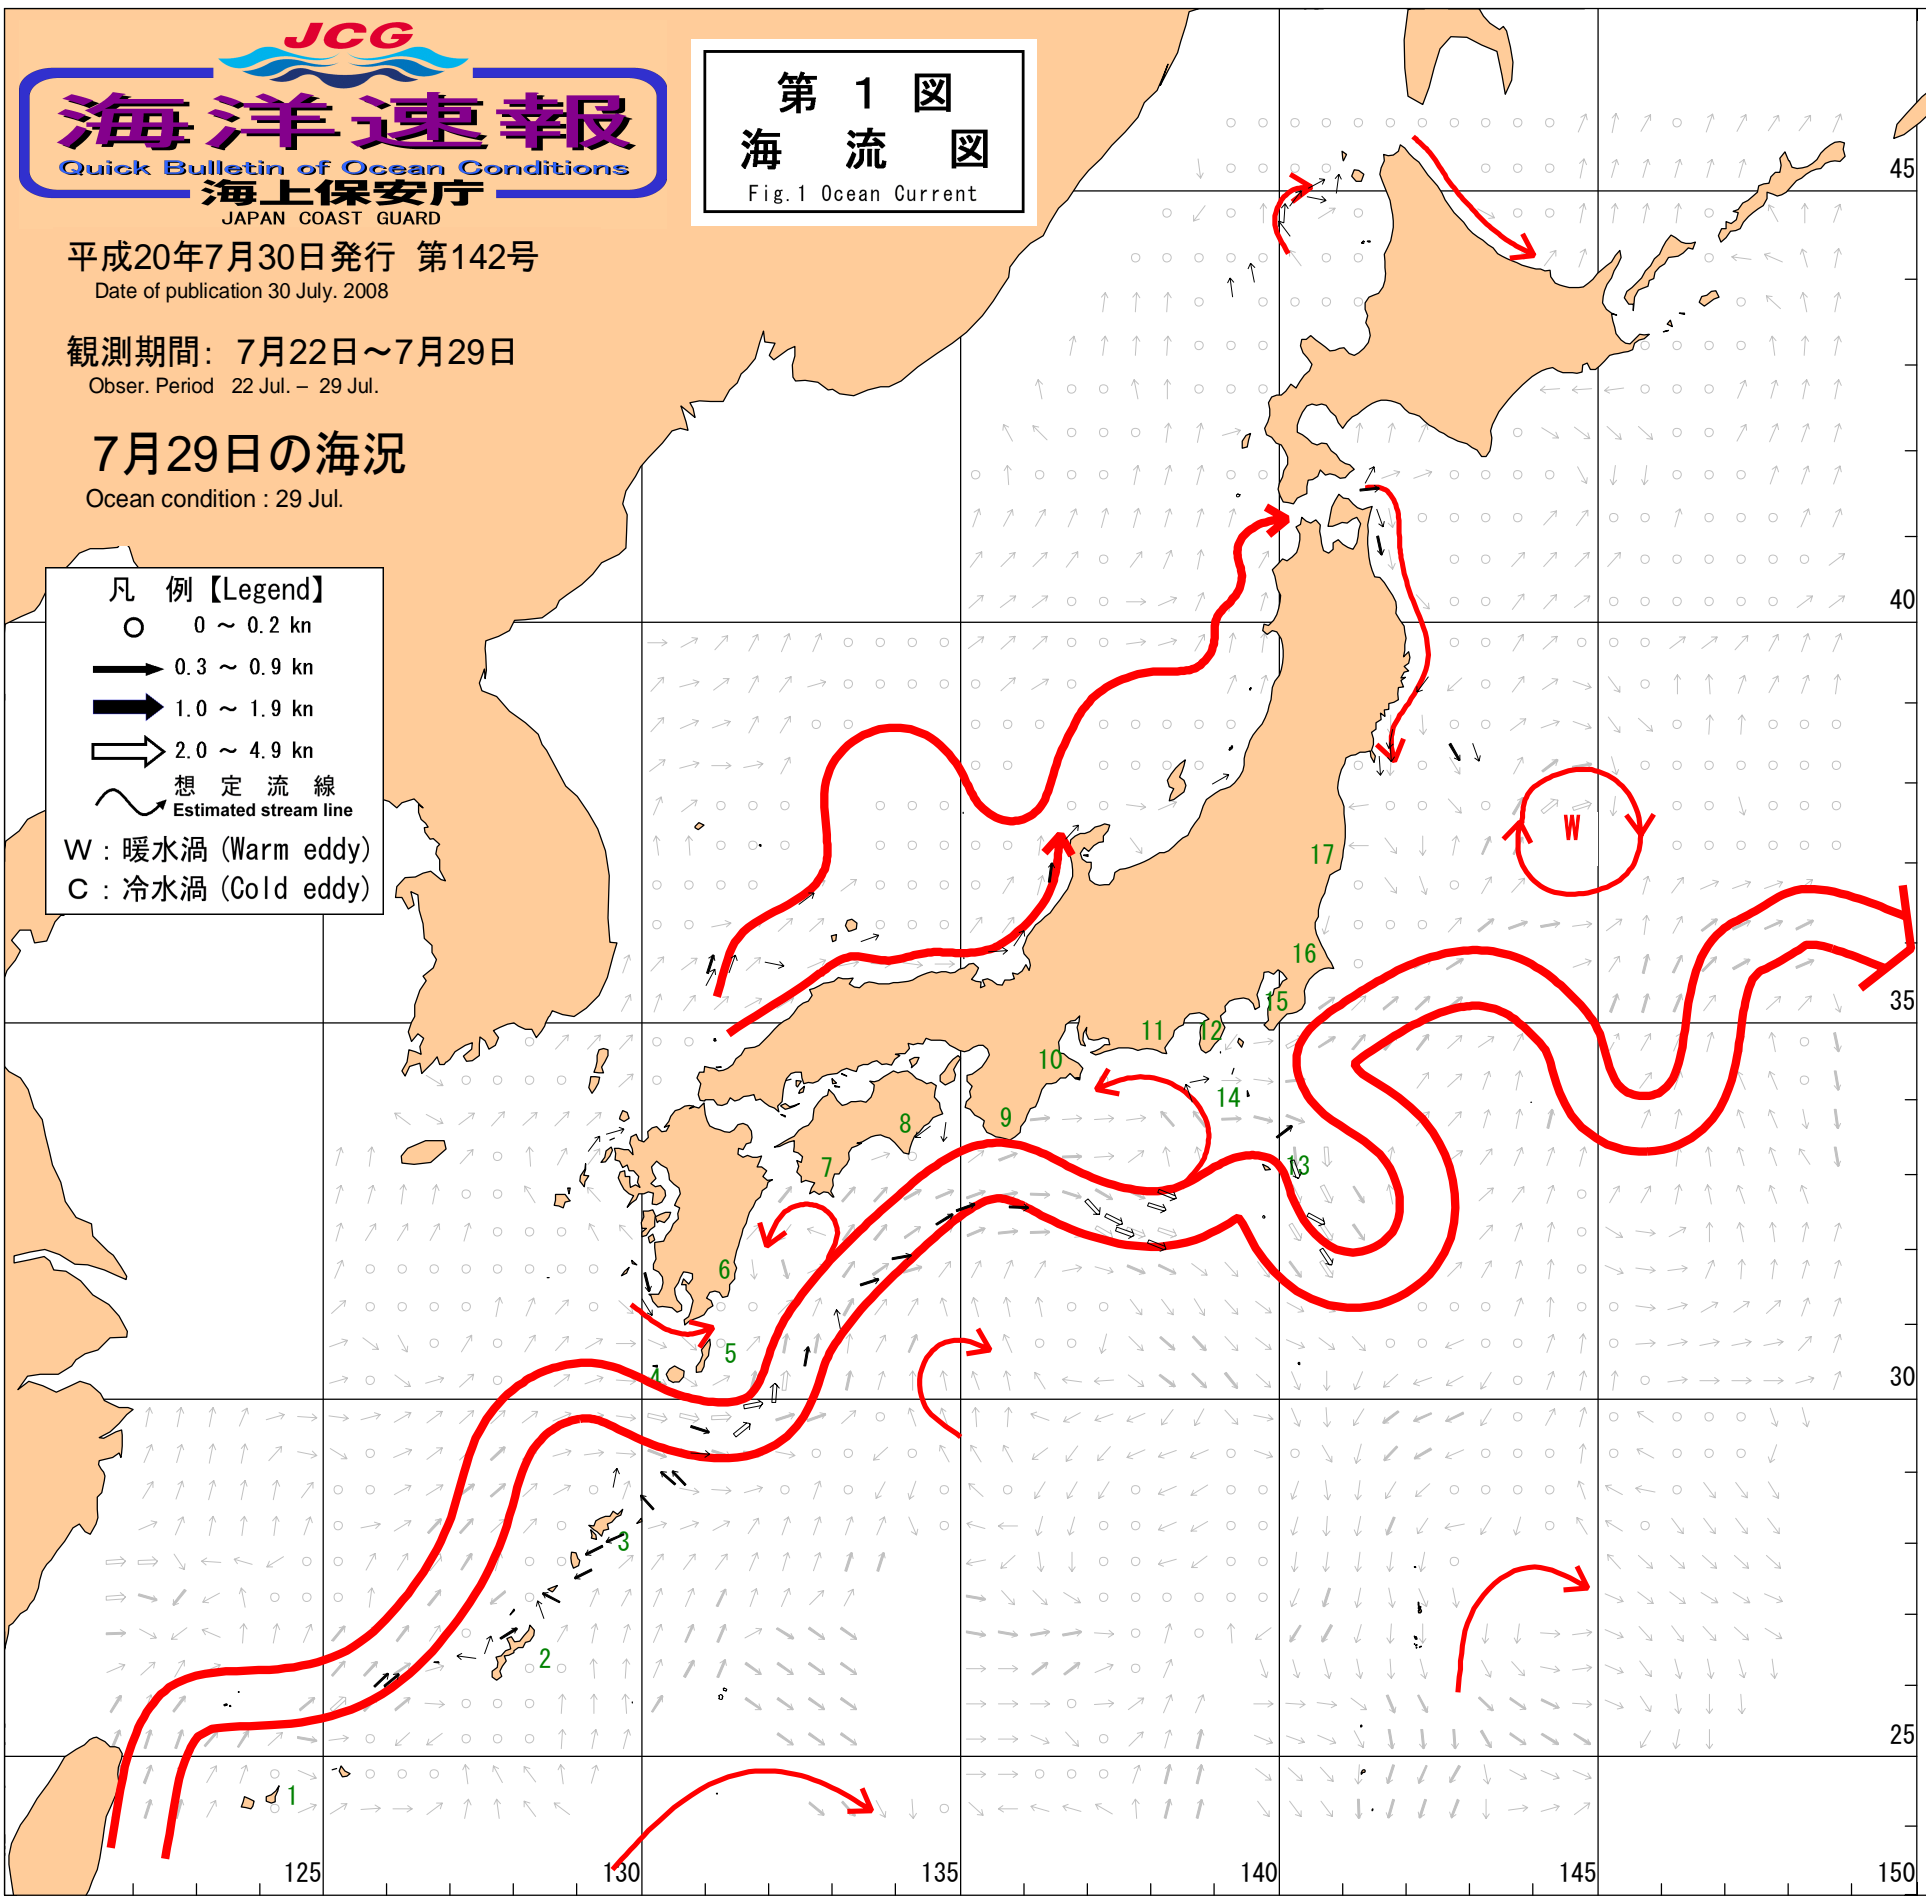 JCG
海洋速報
Quick Bulletin of Ocean Conditions
海上保安庁
JAPAN COAST GUARD
第 1 図
海 流 図
Fig.1 Ocean Current
平成20年7月30日発行 第142号
Date of publication 30 July. 2008
観測期間: 7月22日～7月29日
Obser. Period 22 Jul. – 29 Jul.
7月29日の海況
Ocean condition : 29 Jul.
凡 例【Legend】
0 ～ 0.2 kn
0.3 ～ 0.9 kn
1.0 ～ 1.9 kn
2.0 ～ 4.9 kn
想 定 流 線
Estimated stream line
W : 暖水渦 (Warm eddy)
C : 冷水渦 (Cold eddy)
45
40
W
17
16
35
15
12
11
10
14
9
8
13
7
6
5
4
30
3
2
25
1
125
130
135
140
145
150